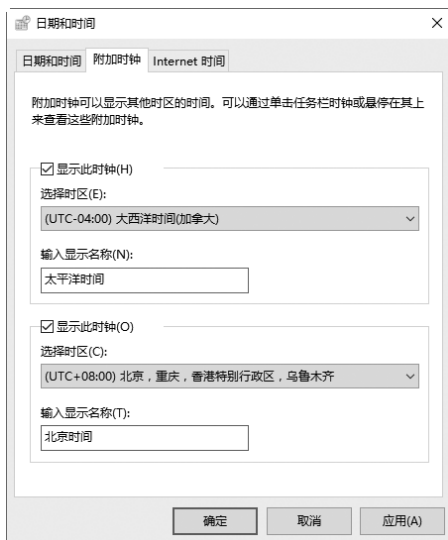 日期和时间
日期和时间 附加时钟 Internet 时间
附加时钟可以显示其他时区的时间。可以通过单击任务栏时钟或悬停在其上
来查看这些附加时钟。
显示此时钟(H)
选择时区(E):
(UTC-04:00) 大西洋时间(加拿大)
输入显示名称(N):
太平洋时间
显示此时钟(O)
选择时区(C):
(UTC+08:00) 北京，重庆，香港特别行政区，乌鲁木齐
输入显示名称(T):
北京时间
确定 取消 应用(A)